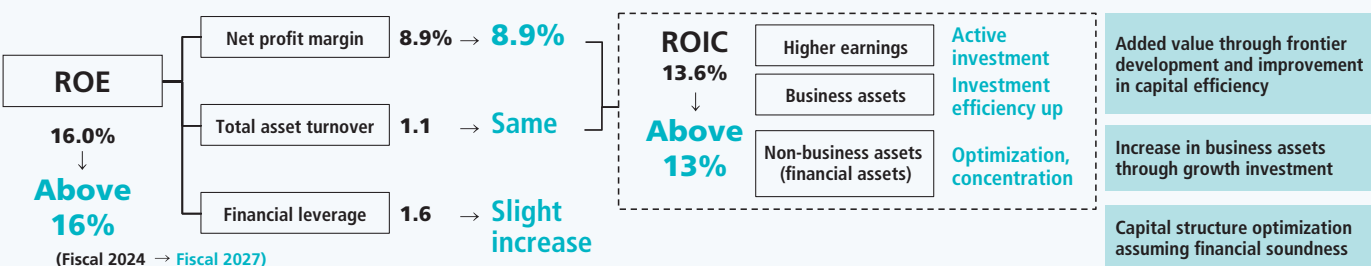 ROE
16.0%
↓
Above
16%
(Fiscal 2024 → Fiscal 2027)
Net profit margin 8.9% → 8.9%
Total asset turnover 1.1 → Same
Financial leverage 1.6 → Slight
increase
ROIC
13.6%
↓
Above
13%
Higher earnings
Active
investment
Business assets
Investment
efficiency up
Non-business assets
(financial assets)
Optimization,
concentration
Added value through frontier
development and improvement
in capital efficiency
Increase in business assets
through growth investment
Capital structure optimization
assuming financial soundness